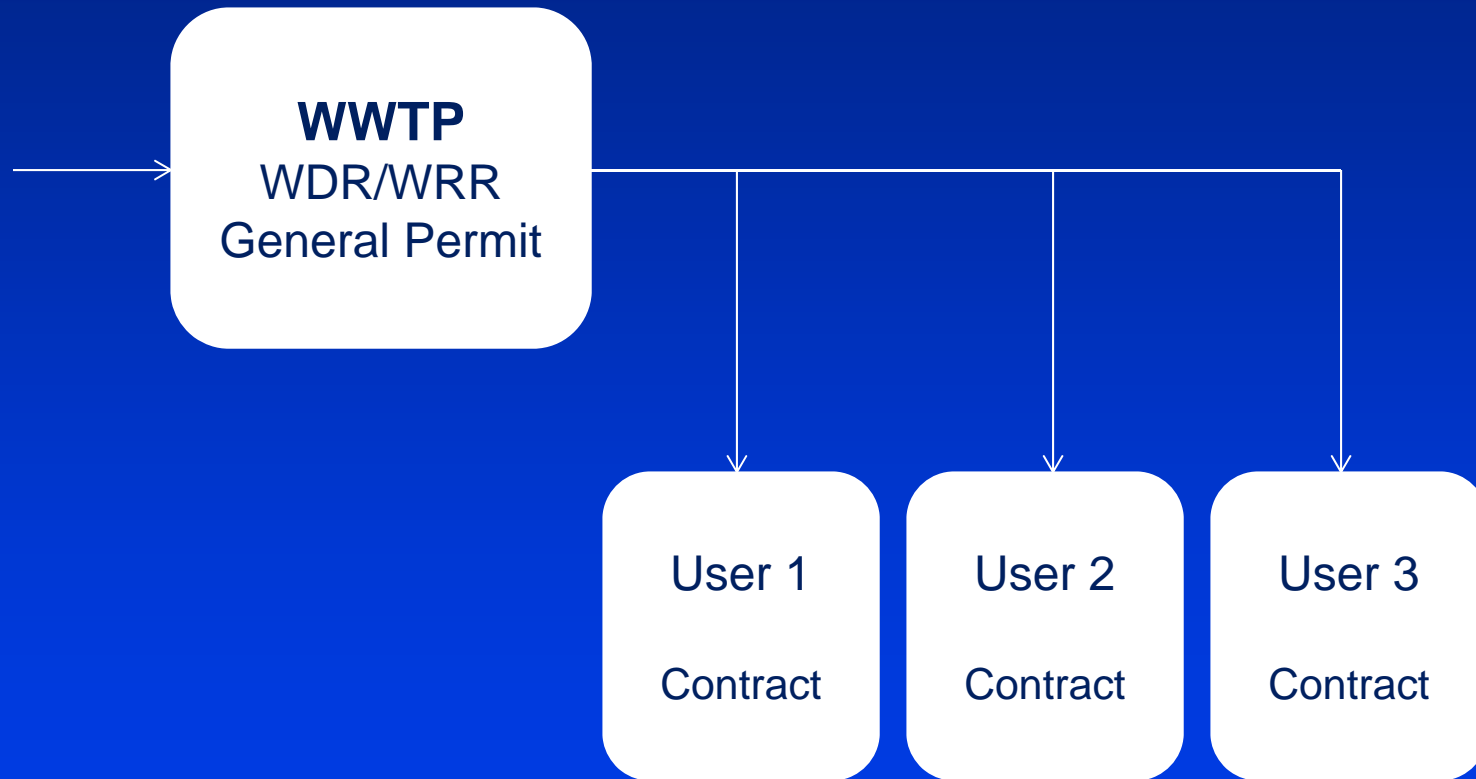 WWTP
WDR/WRR
General Permit
User 1
Contract
User 2
Contract
User 3
Contract